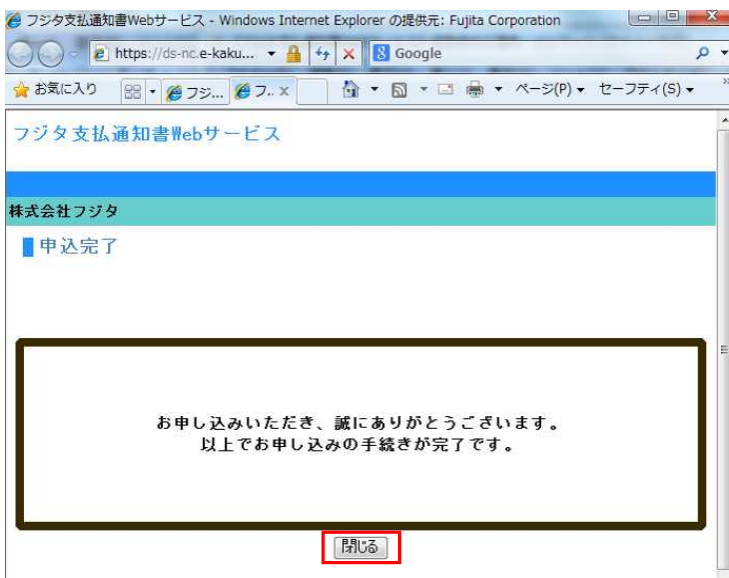 フジタ支払通知書Webサービス - Windows Internet Explorer の提供元: Fujita Corporation
https://ds-nc.e-kaku...
Google
お気に入り フジ... フ.. ページ(P) セーフティ(S)
フジタ支払通知書Webサービス
株式会社フジタ
申込完了
お申し込みいただき、誠にありがとうございます。
以上でお申し込みの手続きが完了です。
閉じる